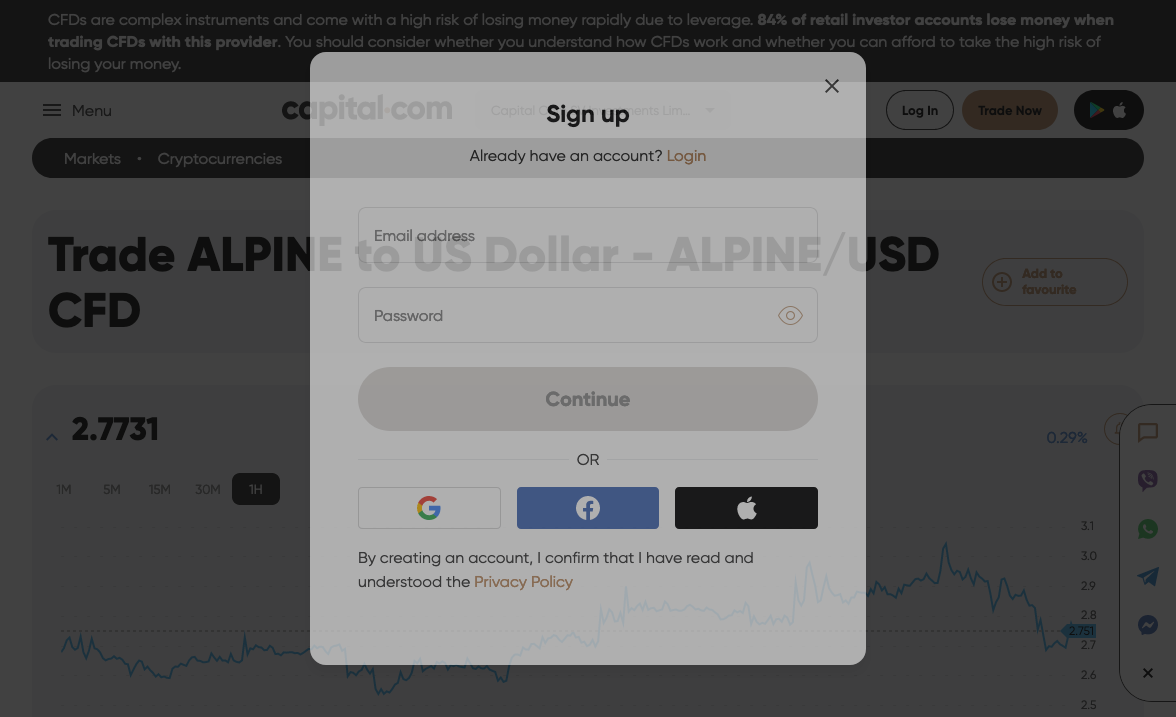 CFDs are complex instruments and come with a high risk of losing money rapidly due to leverage. 84% of retail investor accounts lose money when
trading CFDs with this provider. You should consider whether you understand how CFDs work and whether you can afford to take the high risk of
losing your money.
Menu
capital.com
Log In
Trade Now
Sign up
Already have an account? Login
Markets • Cryptocurrencies
Email address
Trade ALPINE to US Dollar - ALPINE/USD
CFD
Add to
favourite
Password
Continue
2.7731
0.29%
OR
1M 5M 15M 30M 1H
By creating an account, I confirm that I have read and
understood the Privacy Policy
3.1
3.0
2.9
2.8
2.751
2.7
2.6
2.5